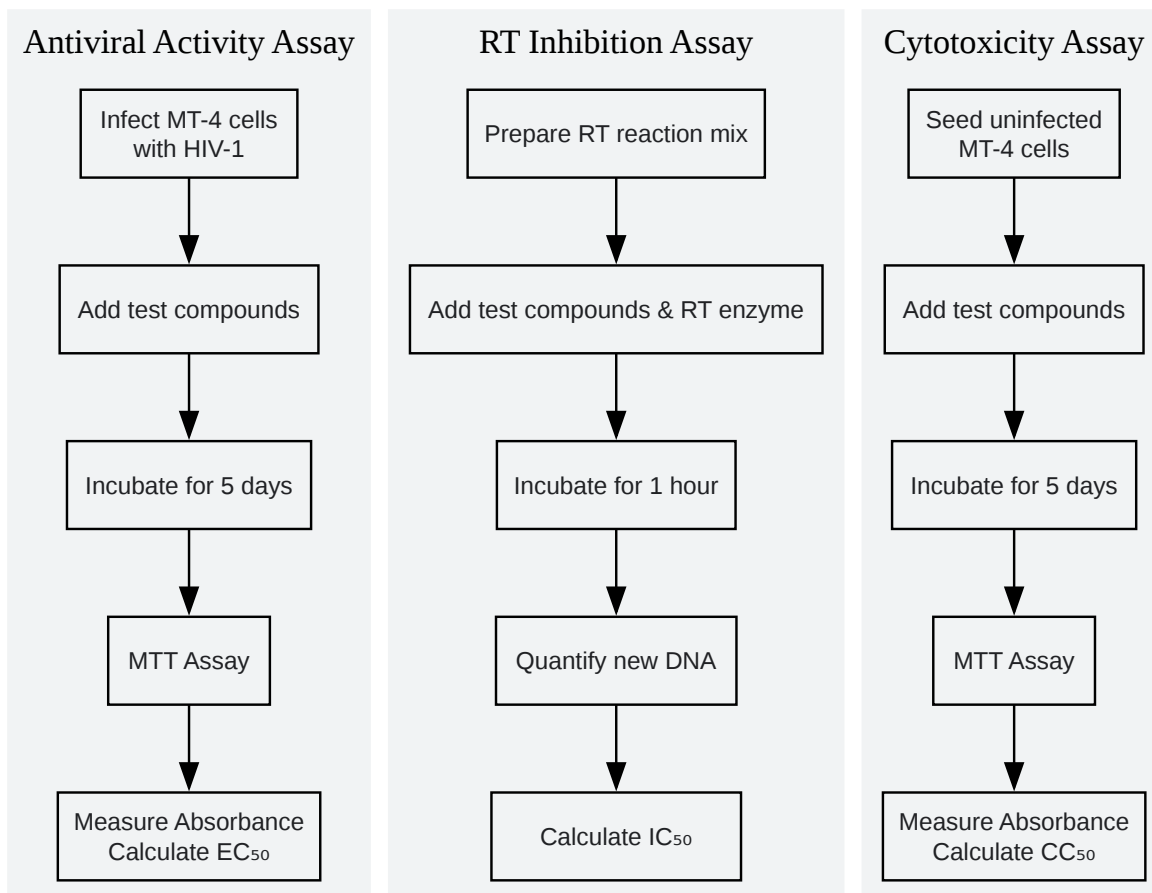 Antiviral Activity Assay
Infect MT-4 cells
with HIV-1
Add test compounds
Incubate for 5 days
MTT Assay
Measure Absorbance
Calculate EC₅₀
RT Inhibition Assay
Prepare RT reaction mix
Add test compounds & RT enzyme
Incubate for 1 hour
Quantify new DNA
Calculate IC₅₀
Cytotoxicity Assay
Seed uninfected
MT-4 cells
Add test compounds
Incubate for 5 days
MTT Assay
Measure Absorbance
Calculate CC₅₀